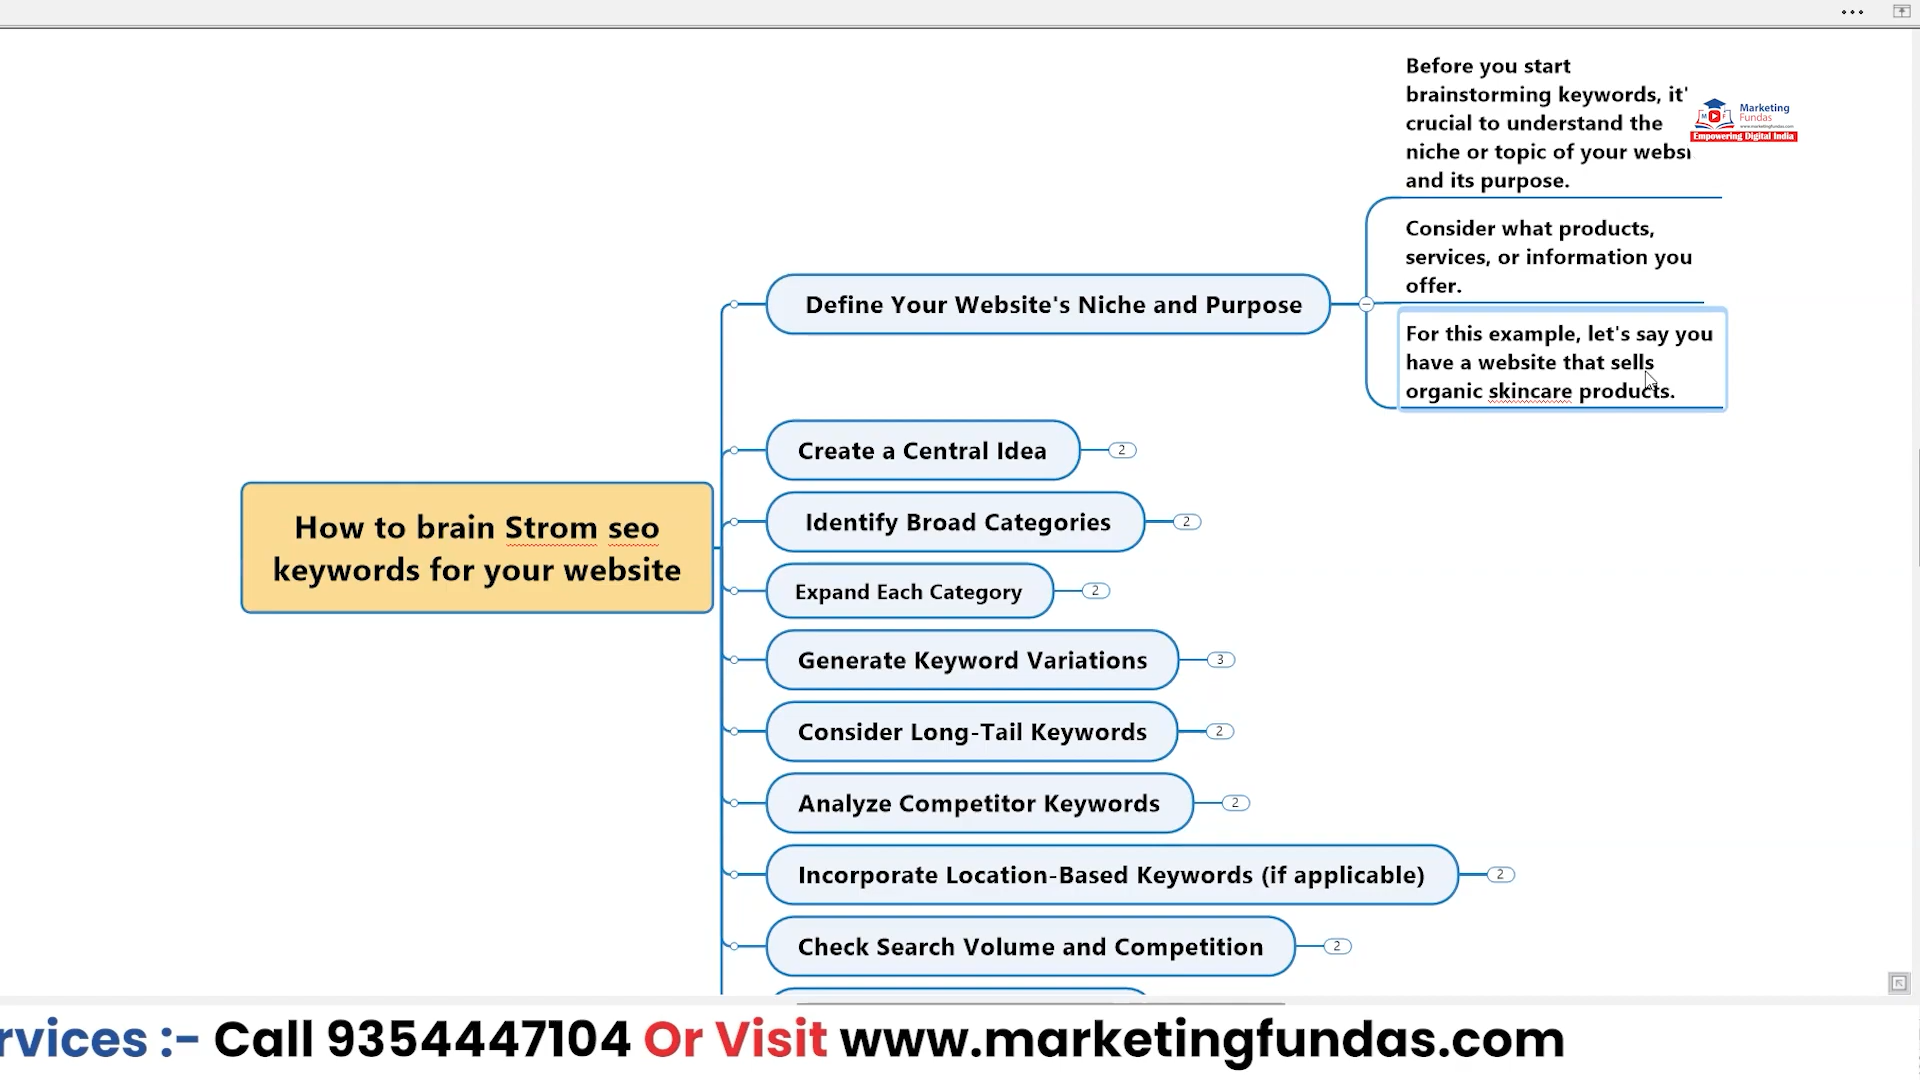 Before you start
brainstorming keywords, it'
crucial to understand the
niche or topic of your
and its purpose.
Marketing
Fundas
www.marketingfundas.com
Empowering Digital India
Consider what products,
services, or information you
offer.
Define Your Website's Niche and Purpose
For this example, let's say you
have a website that sells
organic skincare products.
Create a Central Idea
2
Identify Broad Categories
2
How to brain Strom seo
keywords for your website
Expand Each Category
2
Generate Keyword Variations
3
Consider Long-Tail Keywords
2
Analyze Competitor Keywords
2
Incorporate Location-Based Keywords (if applicable)
2
Check Search Volume and Competition
2
rvices :- Call 9354447104 Or Visit www.marketingfundas.com